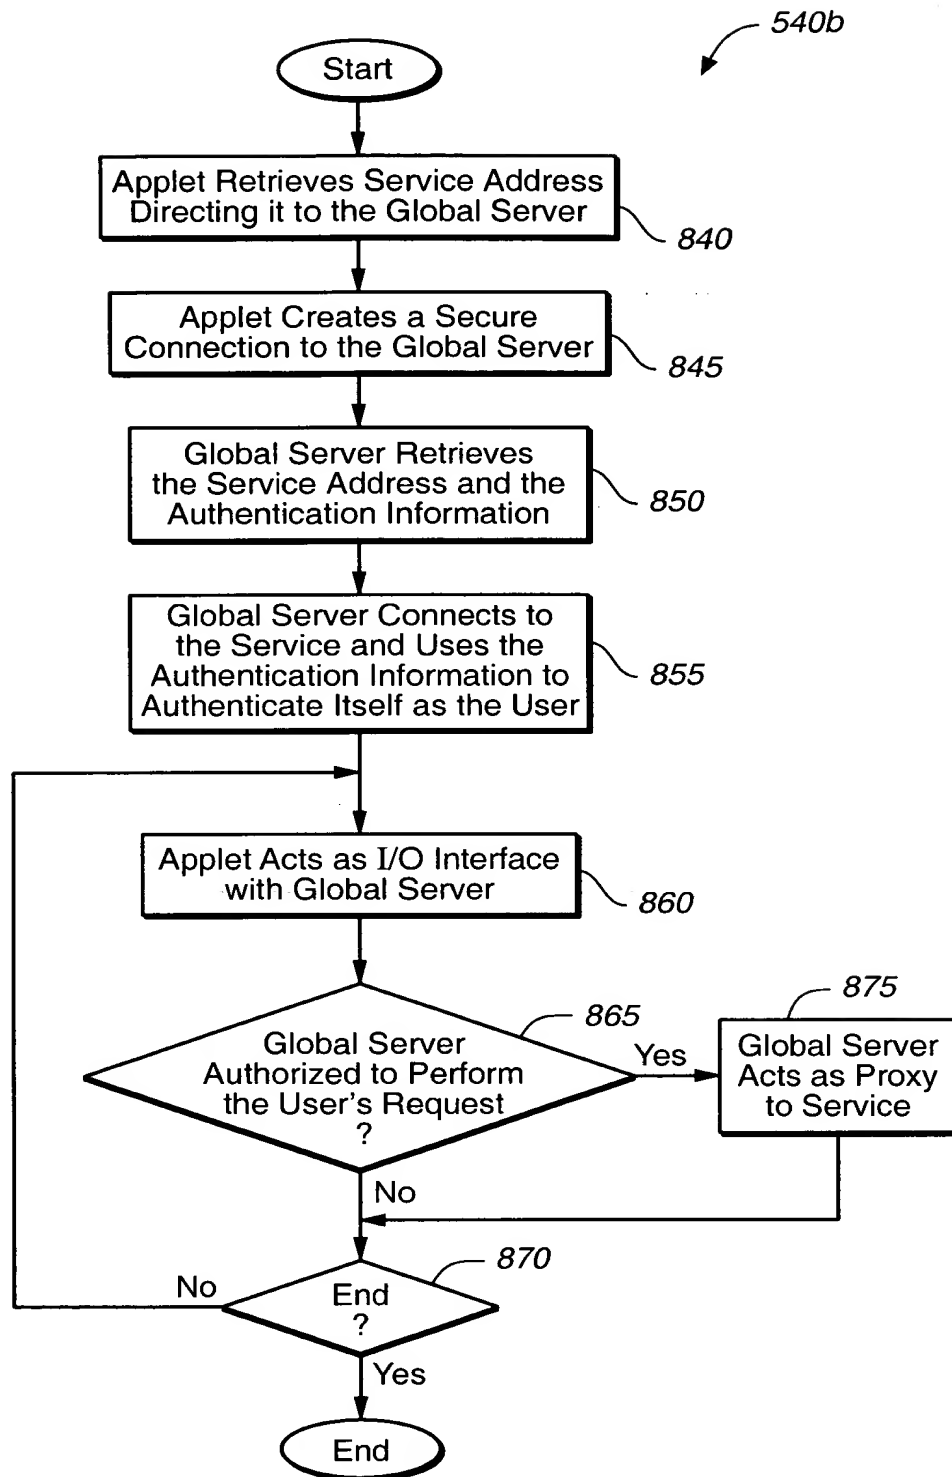 540b
Start
Applet Retrieves Service Address
Directing it to the Global Server
840
Applet Creates a Secure
Connection to the Global Server
845
Global Server Retrieves
the Service Address and the
Authentication Information
850
Global Server Connects to
the Service and Uses the
Authentication Information to
Authenticate Itself as the User
855
Applet Acts as I/O Interface
with Global Server
860
Global Server
Authorized to Perform
the User's Request
?
865
Yes
875
Global Server
Acts as Proxy
to Service
No
870
End
?
No
Yes
End